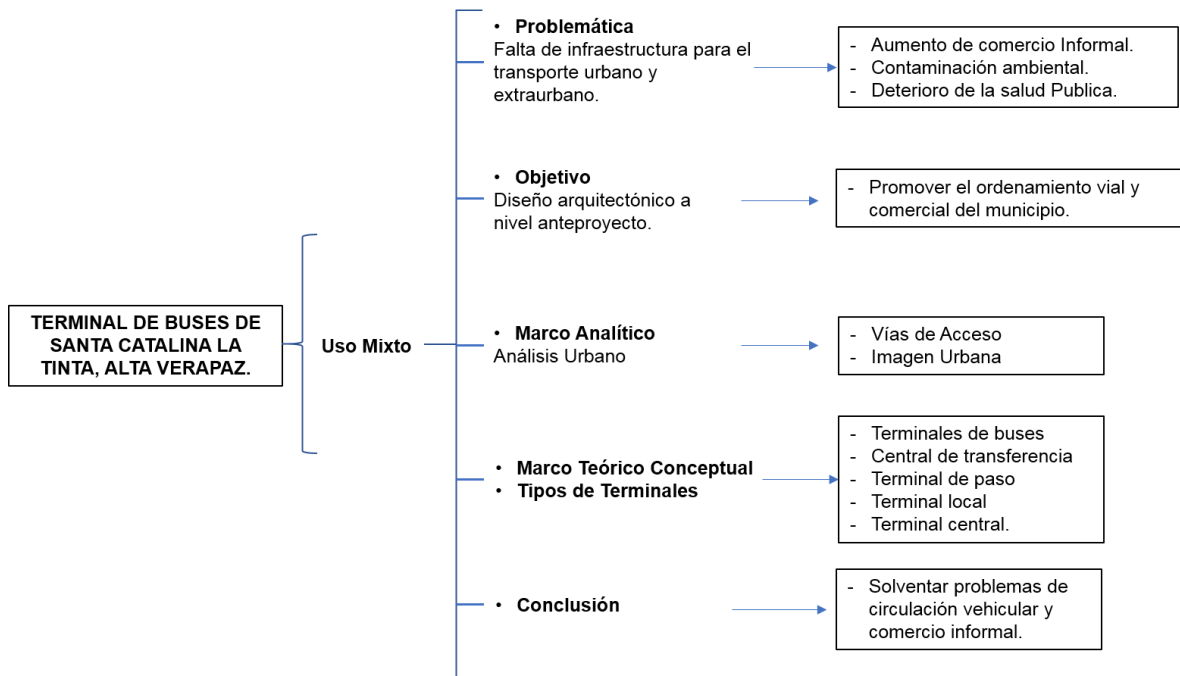 TERMINAL DE BUSES DE
SANTA CATALINA LA
TINTA, ALTA VERAPAZ.
Uso Mixto
• Problemática
Falta de infraestructura para el
transporte urbano y
extraurbano.
- Aumento de comercio Informal.
- Contaminación ambiental.
- Deterioro de la salud Publica.
• Objetivo
Diseño arquitectónico a
nivel anteproyecto.
- Promover el ordenamiento vial y
comercial del municipio.
• Marco Analítico
Análisis Urbano
- Vías de Acceso
- Imagen Urbana
• Marco Teórico Conceptual
• Tipos de Terminales
- Terminales de buses
- Central de transferencia
- Terminal de paso
- Terminal local
- Terminal central.
• Conclusión
- Solventar problemas de
circulación vehicular y
comercio informal.